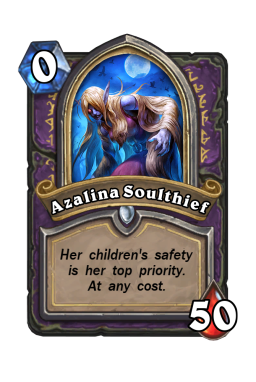 0
Azalina Soulthief
Her children's safety
is her top priority.
At any cost.
50